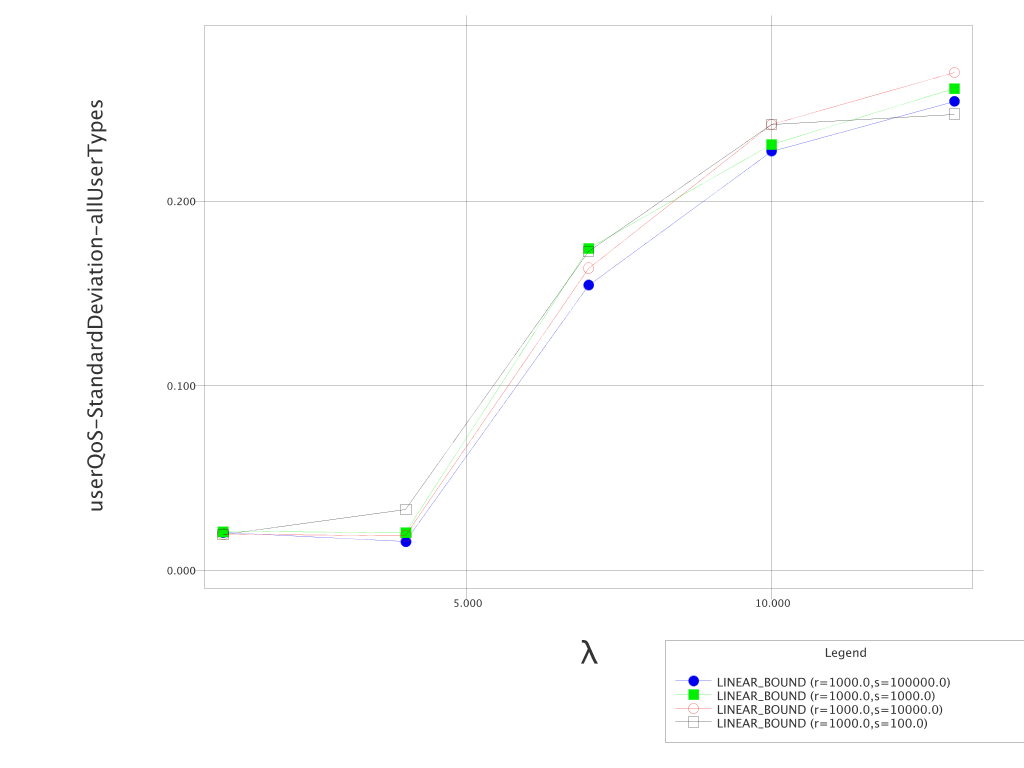 userQoS-StandardDeviation-allUserTypes
0.200
0.100
0.000
5.000
10.000
λ
Legend
LINEAR_BOUND (r=1000.0,s=100000.0)
LINEAR_BOUND (r=1000.0,s=1000.0)
LINEAR_BOUND (r=1000.0,s=10000.0)
LINEAR_BOUND (r=1000.0,s=100.0)